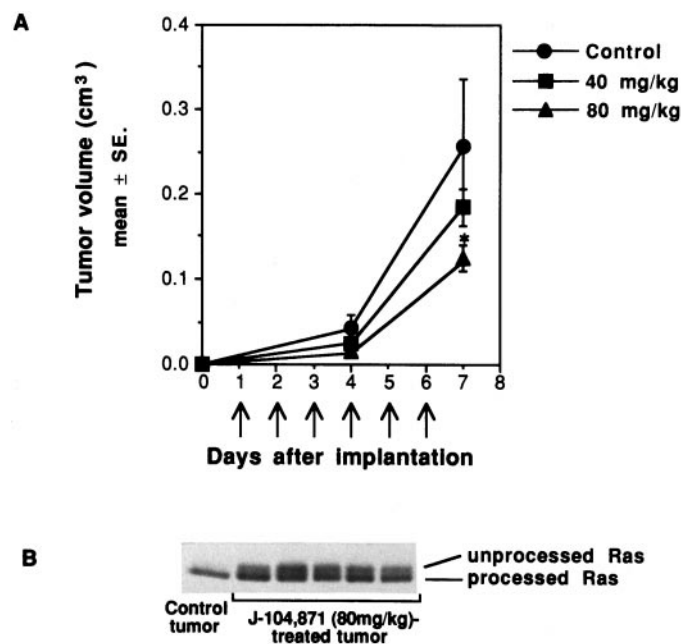 A
Tumor volume (cm³)
mean ± SE.
0.4
0.3
0.2
0.1
0.0
*
0 1 2 3 4 5 6 7 8
Days after implantation
Control
40 mg/kg
80 mg/kg
B
unprocessed Ras
processed Ras
Control
tumor
J-104,871 (80mg/kg)-
treated tumor